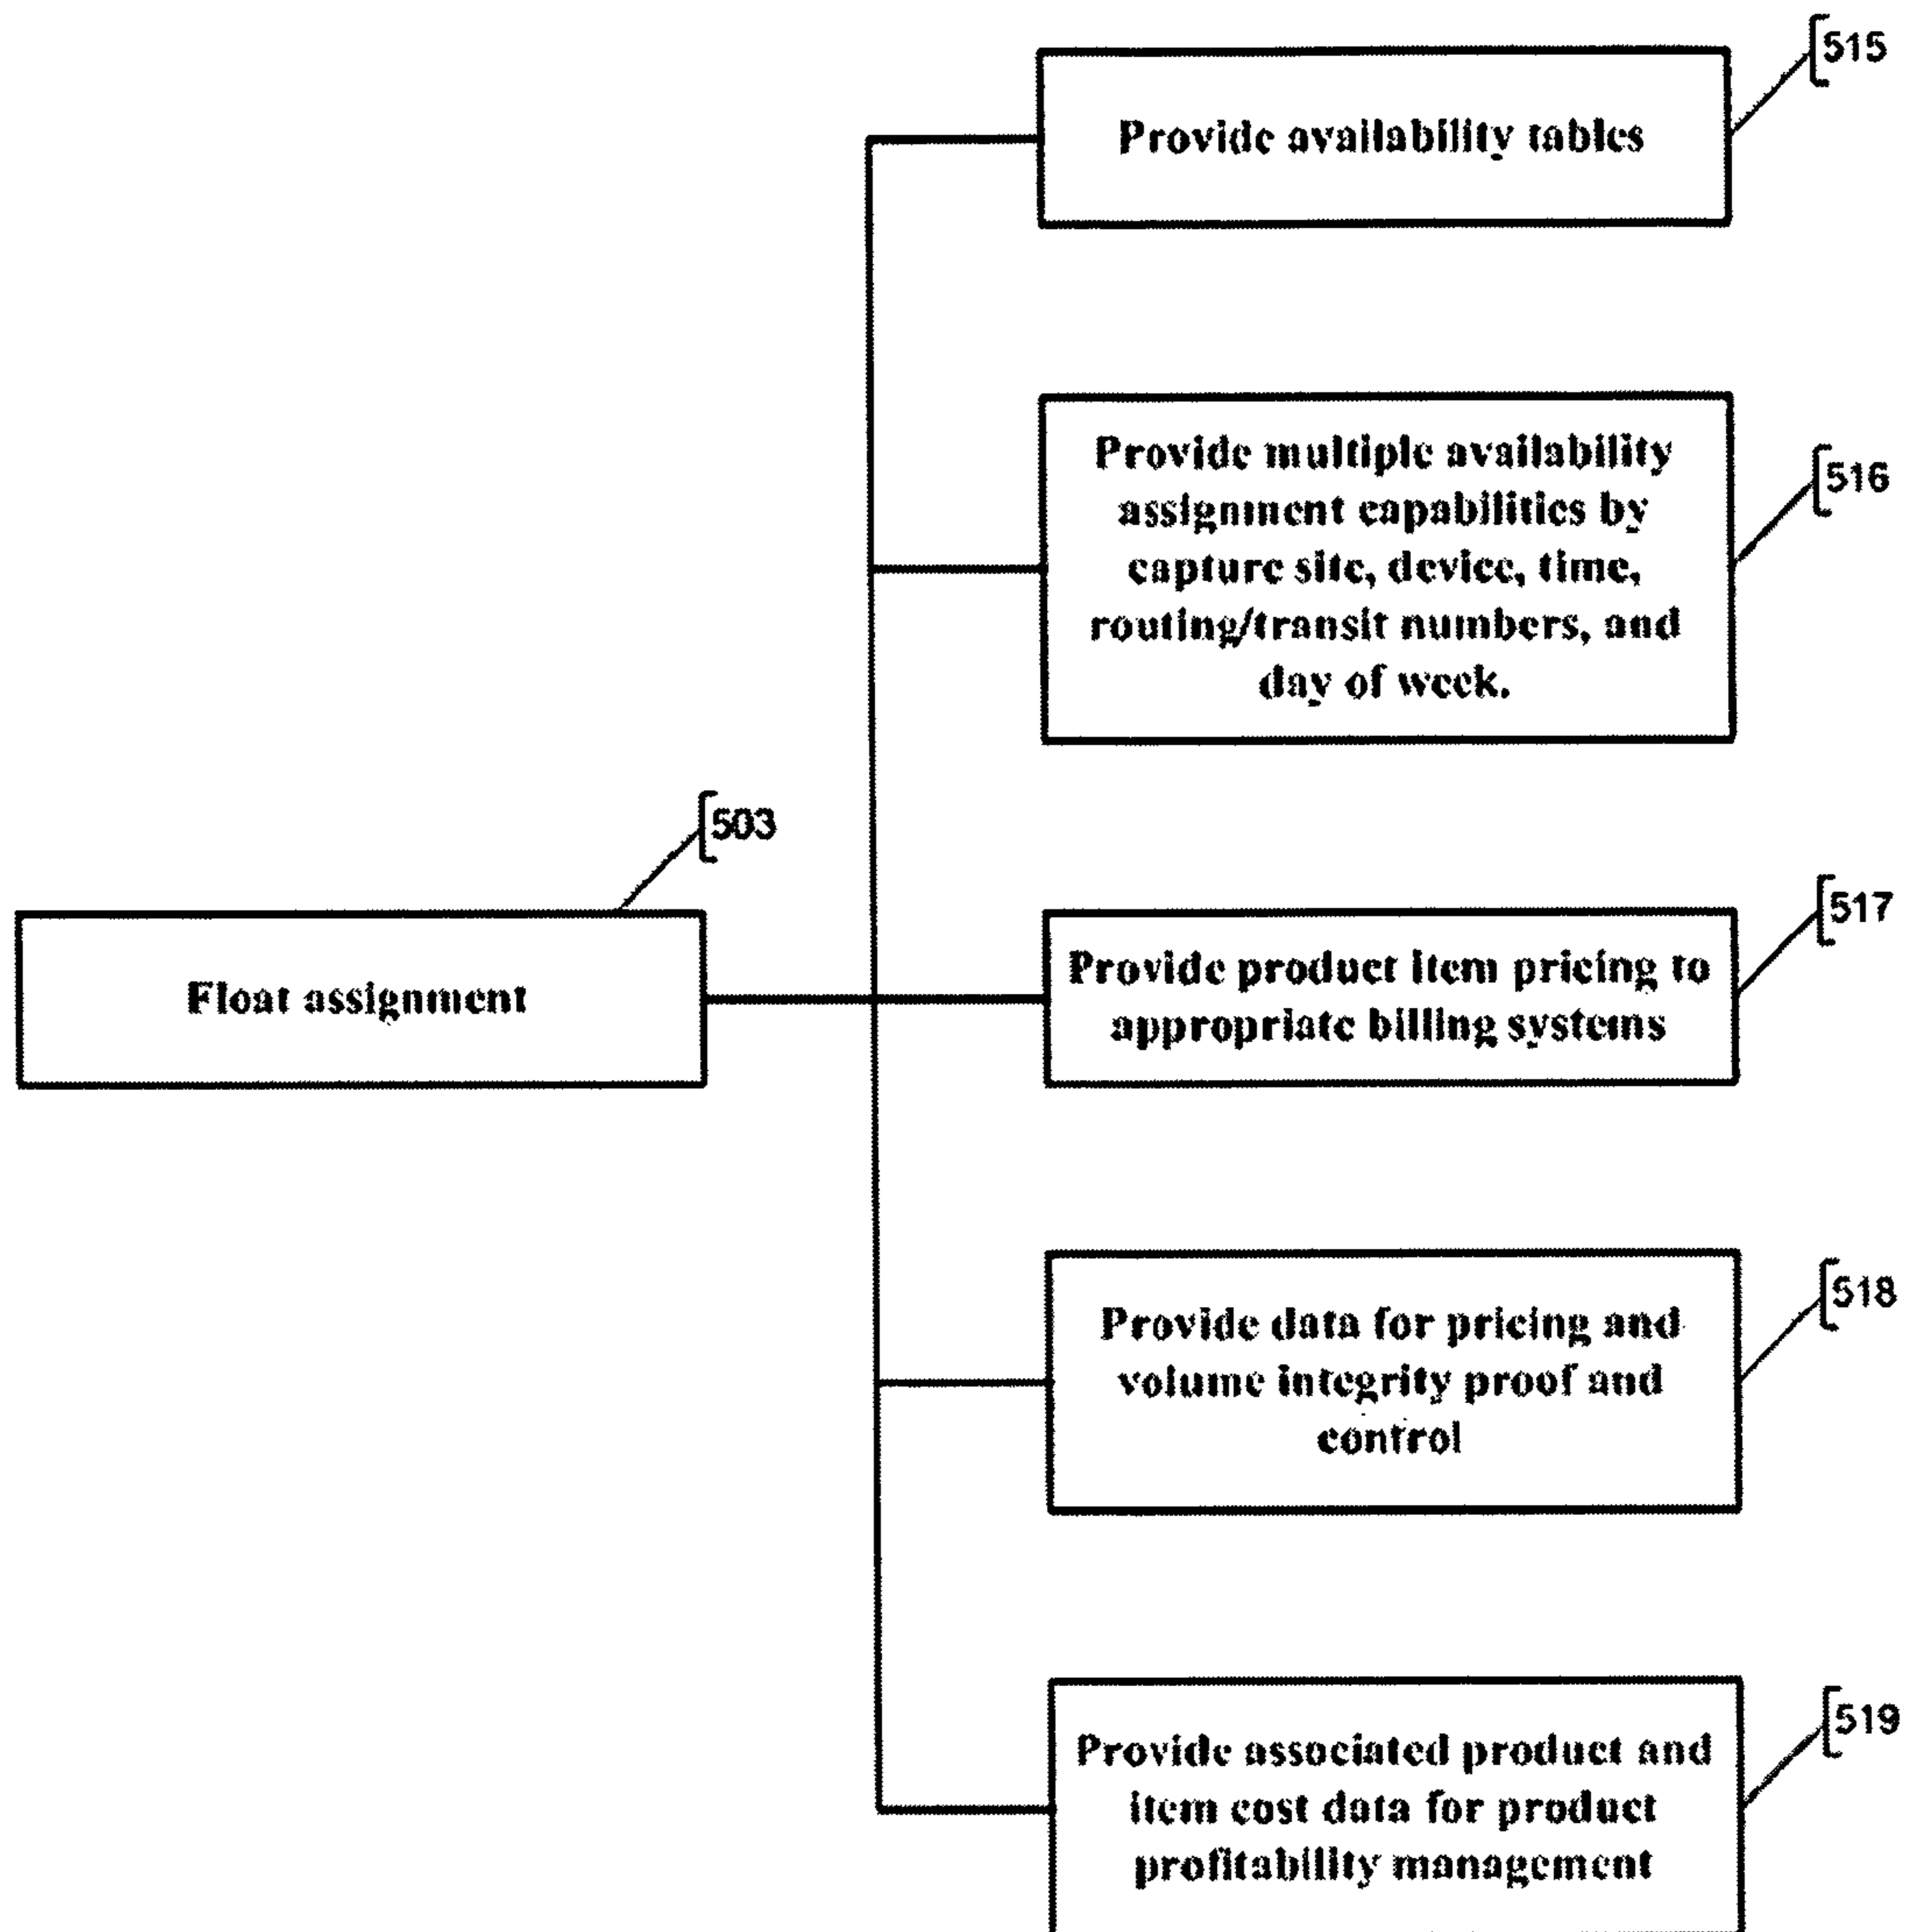 515
Provide availability tables
Provide multiple availability
assignment capabilities by
capture site, device, time,
routing/transit numbers, and
day of week.
516
503
Float assignment
517
Provide product item pricing to
appropriate billing systems
518
Provide data for pricing and
volume integrity proof and
control
519
Provide associated product and
item cost data for product
profitability management